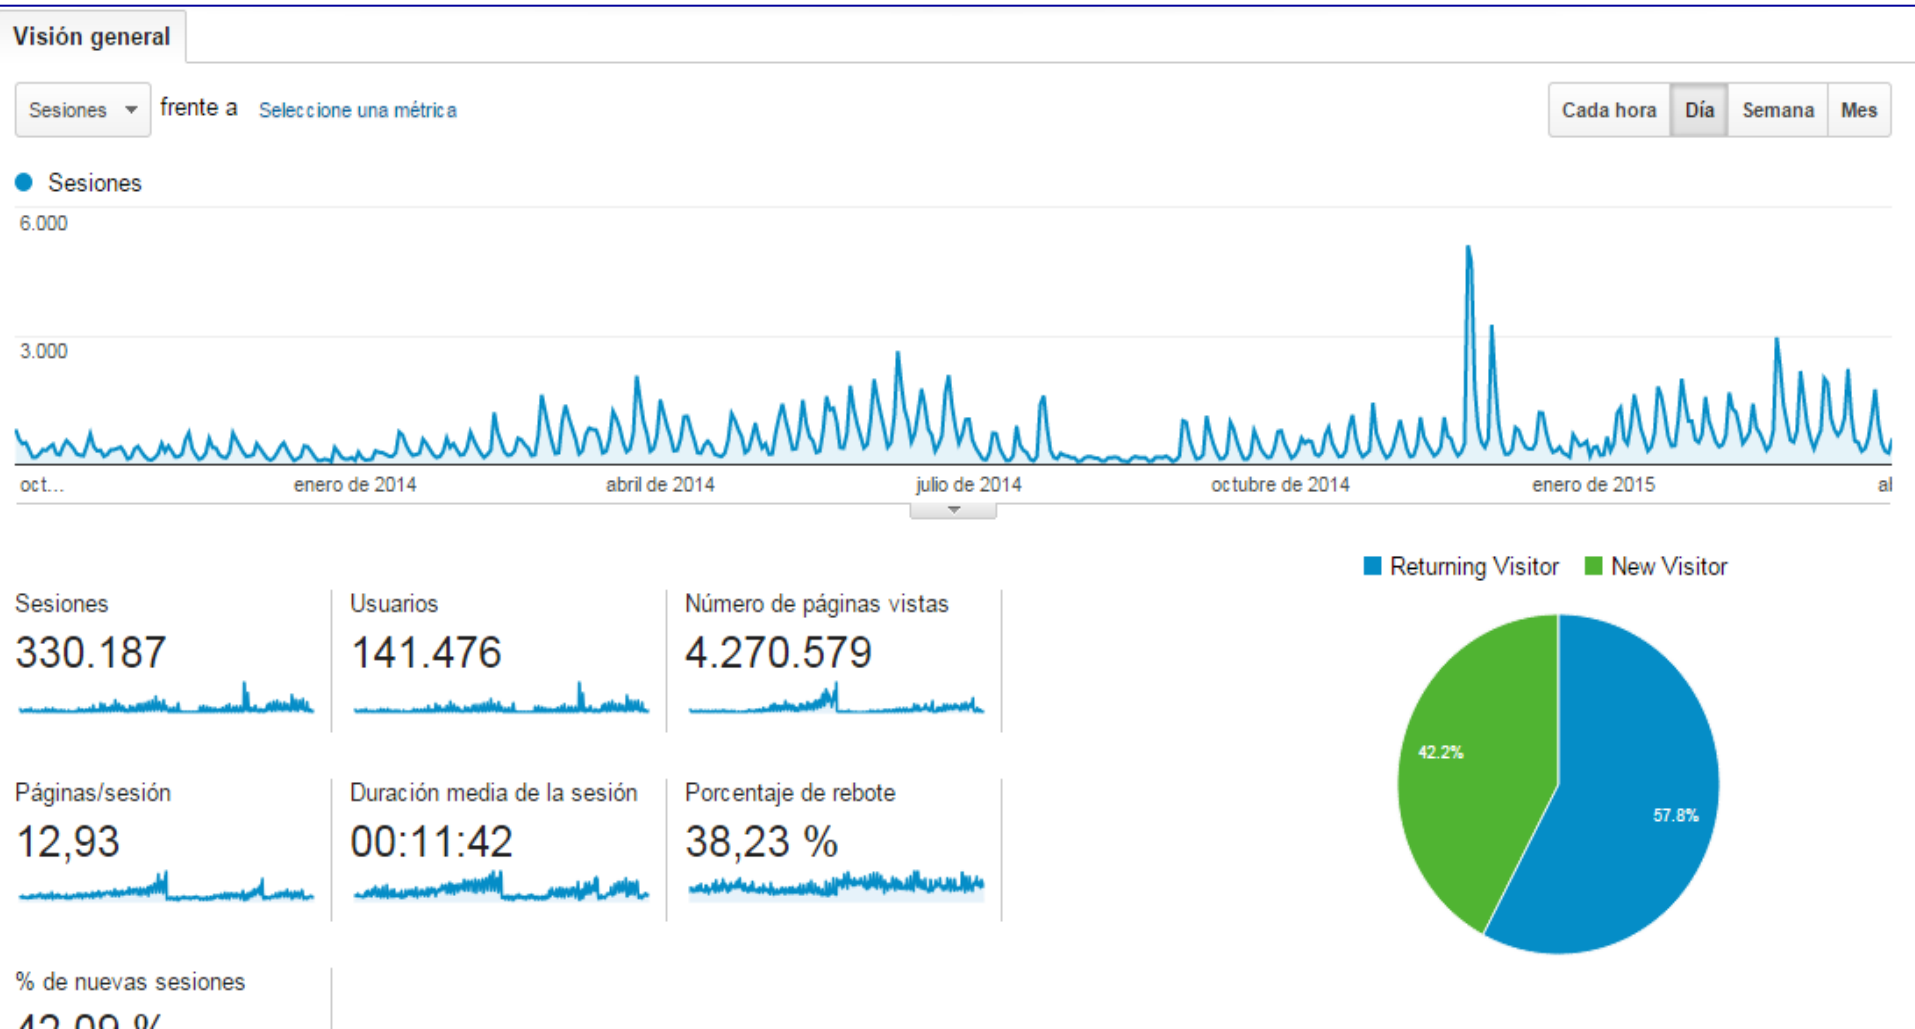 Visión general
Sesiones frente a Seleccione una métrica
Cada hora Día Semana Mes
Sesiones
6.000
3.000
oct... enero de 2014 abril de 2014 julio de 2014 octubre de 2014 enero de 2015
Returning Visitor New Visitor
Sesiones Usuarios Número de páginas vistas
330.187 141.476 4.270.579
42.2%
57.8%
Páginas/sesión Duración media de la sesión Porcentaje de rebote
12,93 00:11:42 38,23 %
% de nuevas sesiones
42,09 %